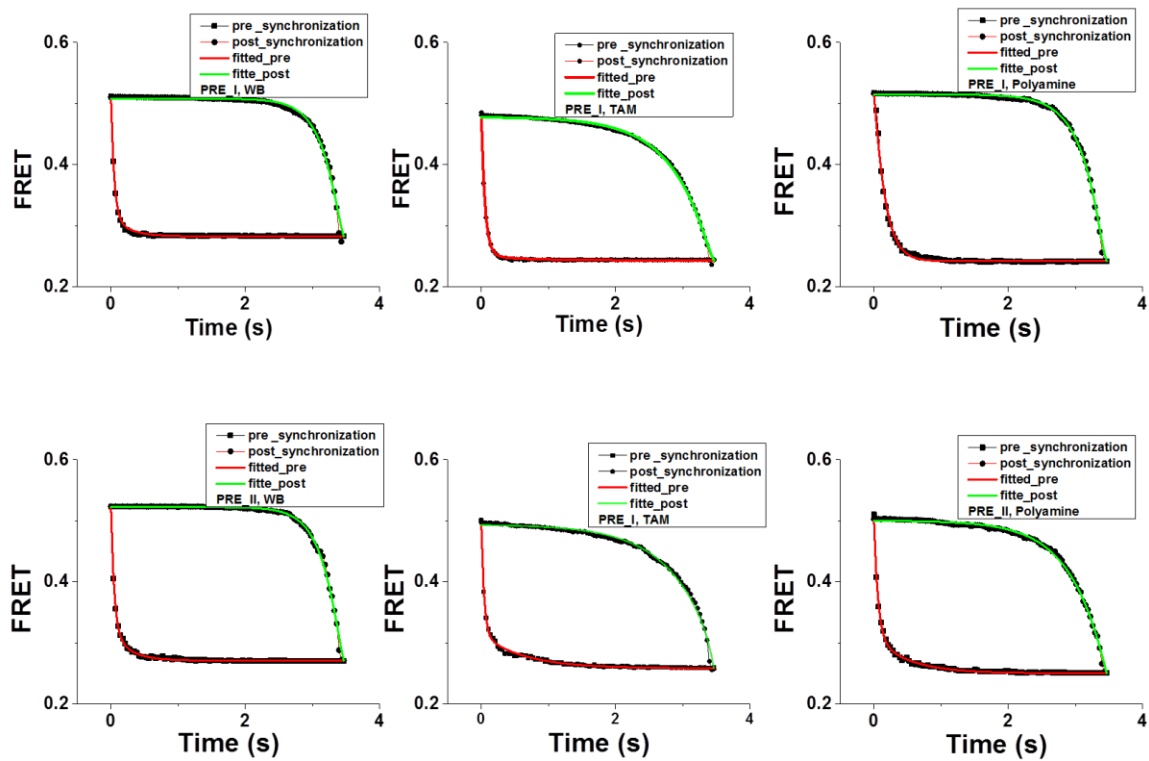 pre _synchronization
post_synchronization
fitted_pre
fitte_post
PRE_I, WB
0.6
0.4
0.2
FRET
0
2
4
Time (s)
pre _synchronization
post_synchronization
fitted_pre
fitte_post
PRE_I, TAM
0.6
0.4
0.2
FRET
0
2
4
Time (s)
pre _synchronization
post_synchronization
fitted_pre
fitte_post
PRE_I, Polyamine
0.6
0.4
0.2
FRET
0
2
4
Time (s)
pre _synchronization
post_synchronization
fitted_pre
fitte_post
PRE_II, WB
0.6
0.4
0.2
FRET
0
2
4
Time (s)
pre _synchronization
post_synchronization
fitted_pre
fitte_post
PRE_I, TAM
0.6
0.4
0.2
FRET
0
2
4
Time (s)
pre _synchronization
post_synchronization
fitted_pre
fitte_post
PRE_II, Polyamine
0.6
0.4
0.2
FRET
0
2
4
Time (s)